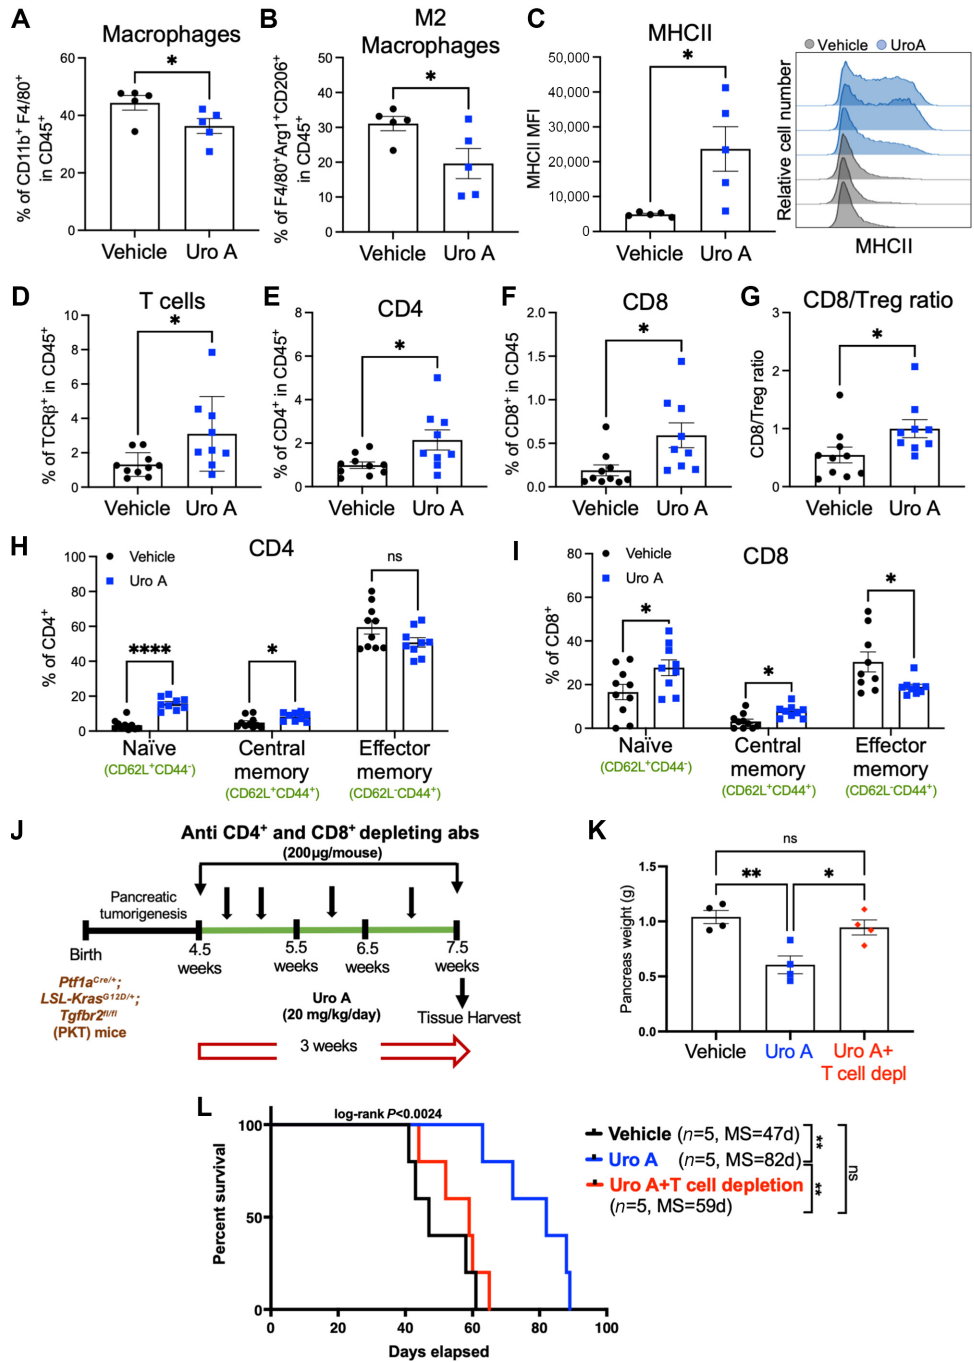 A
Macrophages
% of CD11b⁺ F4/80⁺
in CD45⁺
60
40
20
0
*
Vehicle
Uro A
B
M2
Macrophages
% of F4/80⁺Arg1⁺CD206⁺
in CD45⁺
50
40
30
20
10
0
*
Vehicle
Uro A
C
MHCII
MHCII MFI
50,000
40,000
30,000
20,000
10,000
0
*
Vehicle
Uro A
Vehicle UroA
Relative cell number
MHCII
D
T cells
% of TCRβ⁺ in CD45⁺
10
8
6
4
2
0
*
Vehicle
Uro A
E
CD4
% of CD4⁺ in CD45⁺
8
6
4
2
0
*
Vehicle
Uro A
F
CD8
% of CD8⁺ in CD45
2.0
1.5
1.0
0.5
0.0
*
Vehicle
Uro A
G
CD8/Treg ratio
CD8/Treg ratio
3
2
1
0
*
Vehicle
Uro A
H
CD4
Vehicle
Uro A
% of CD4⁺
100
80
60
40
20
0
****
*
ns
Naïve
(CD62L⁺CD44⁻)
Central
memory
(CD62L⁺CD44⁺)
Effector
memory
(CD62L⁻CD44⁺)
I
CD8
Vehicle
Uro A
% of CD8⁺
80
60
40
20
0
*
*
*
Naïve
(CD62L⁺CD44⁻)
Central
memory
(CD62L⁺CD44⁺)
Effector
memory
(CD62L⁻CD44⁺)
J
Anti CD4⁺ and CD8⁺ depleting abs
(200µg/mouse)
Pancreatic
tumorigenesis
Birth
4.5
weeks
5.5
weeks
6.5
weeks
7.5
weeks
Ptf1aᶜʳᵉ/⁺;
LSL-Krasᴳ¹²ᴰ/⁺;
Tgfbr2ᶠˡ/ᶠˡ
(PKT) mice
Uro A
(20 mg/kg/day)
Tissue Harvest
3 weeks
K
Pancreas weight (g)
1.5
1.0
0.5
0.0
ns
**
*
Vehicle
Uro A
Uro A+
T cell depl
L
log-rank P<0.0024
Percent survival
100
50
0
0
20
40
60
80
100
Days elapsed
Vehicle (n=5, MS=47d)
Uro A (n=5, MS=82d)
Uro A+T cell depletion
(n=5, MS=59d)
**
**
ns